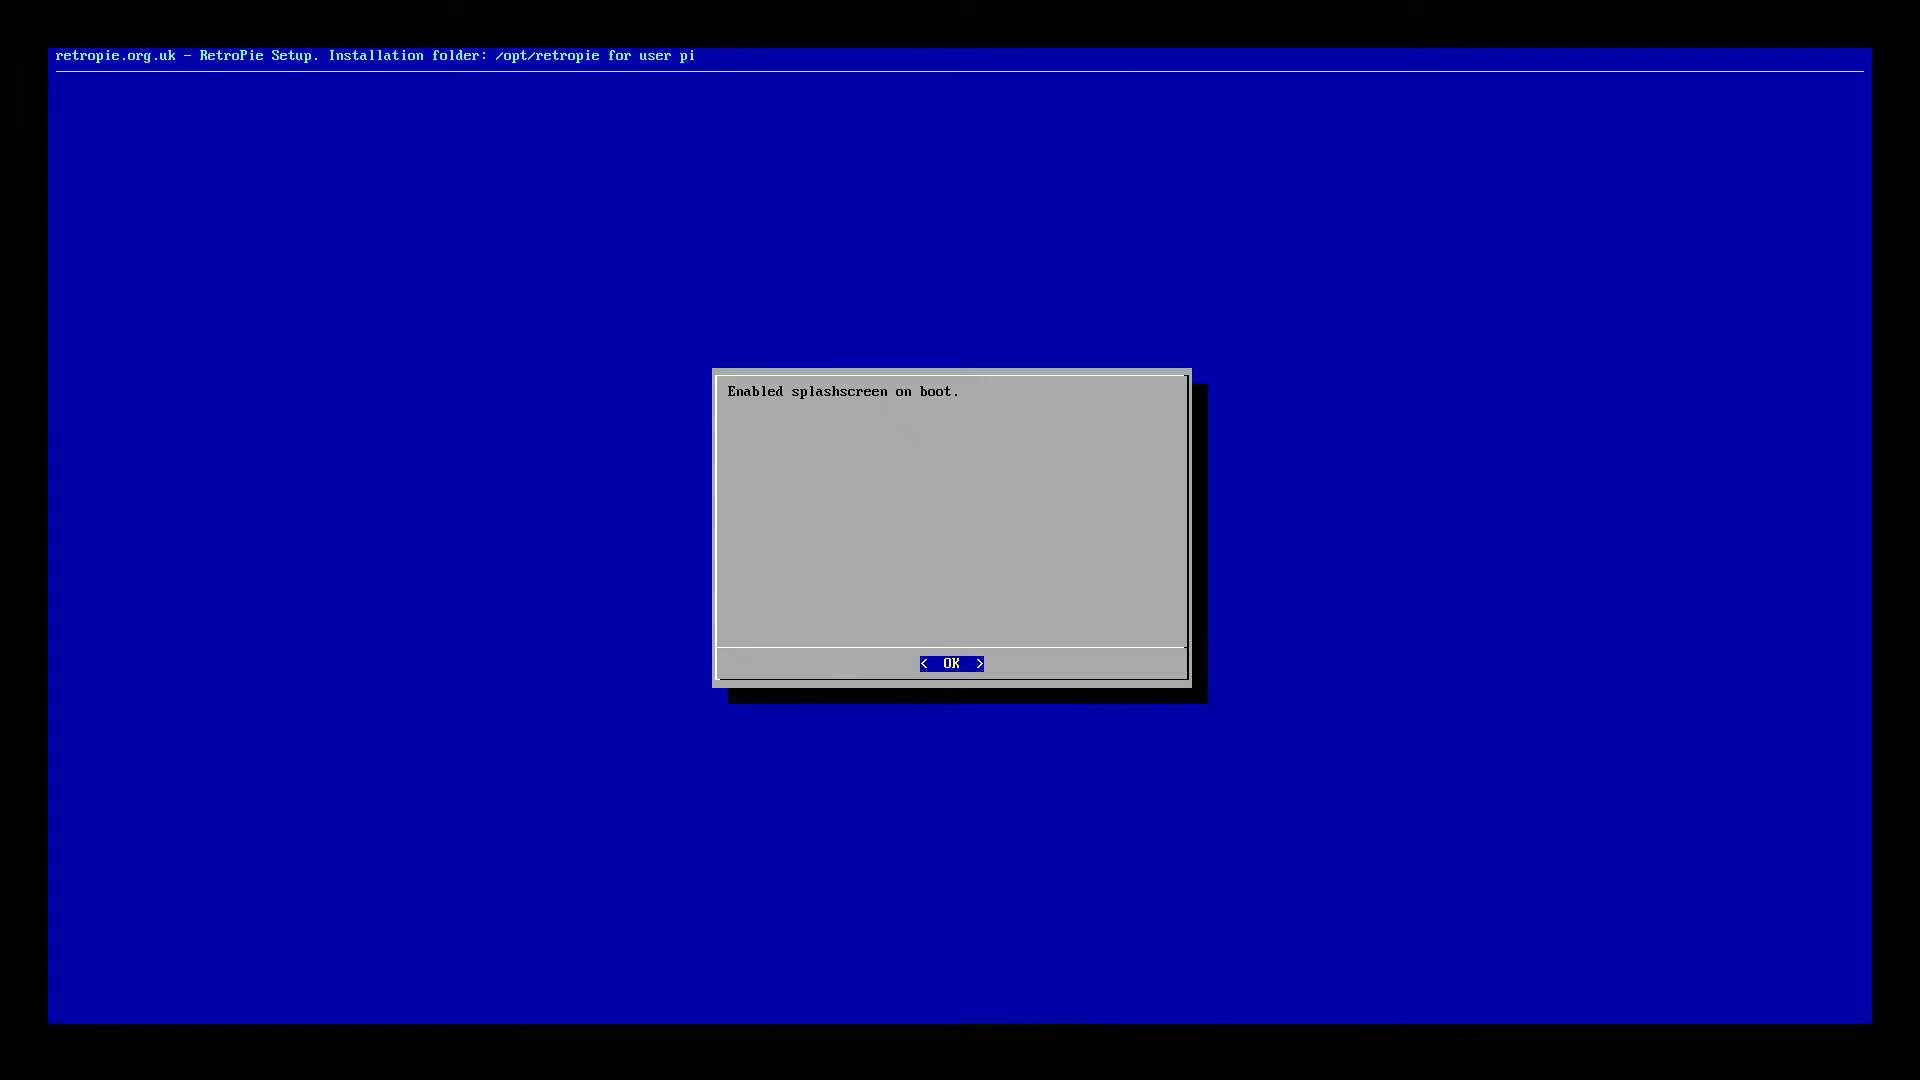 retropie.org.uk - RetroPie Setup. Installation folder: /opt/retropie for user pi
Enabled splashscreen on boot.
< OK >